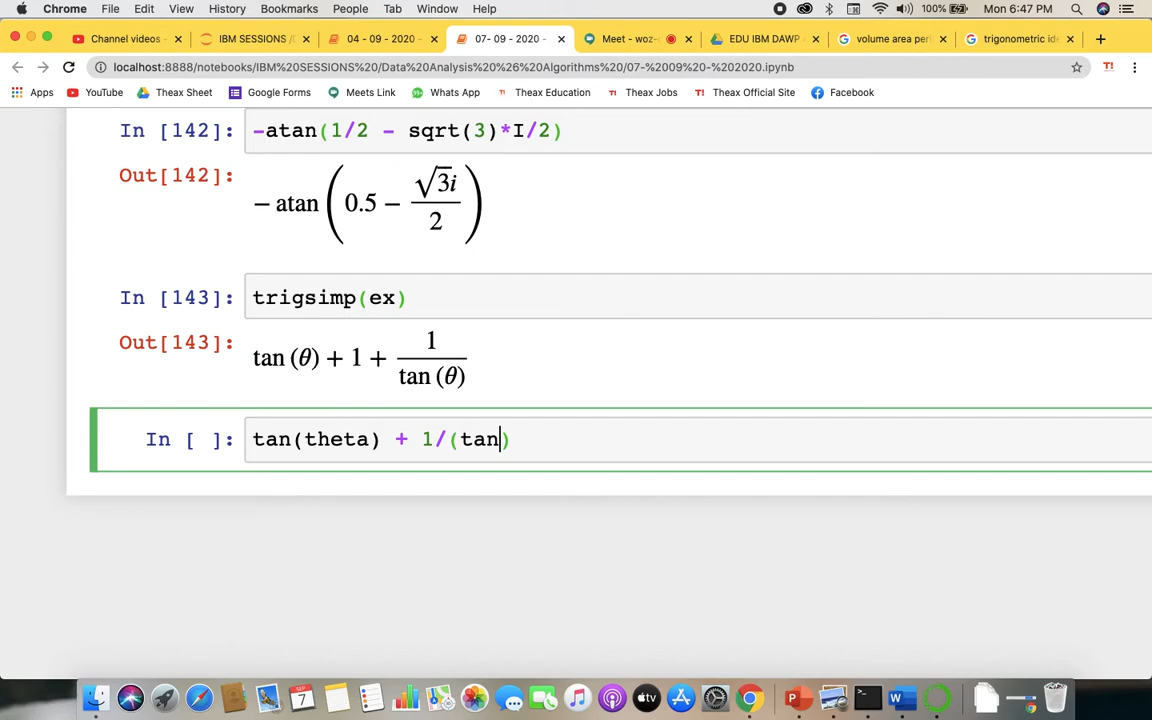 Chrome File Edit View History Bookmarks People Tab Window Help 100% Mon 6:47 PM
Channel videos - IBM SESSIONS /D 04 - 09 - 2020 - 07- 09 - 2020 - Meet - woz- EDU IBM DAWP - volume area peri trigonometric ide
localhost:8888/notebooks/IBM%20SESSIONS%20/Data%20Analysis%20%26%20Algorithms%20/07-%2009%20-%202020.ipynb T!
Apps YouTube Theax Sheet Google Forms Meets Link Whats App T! Theax Education T! Theax Jobs T! Theax Official Site Facebook
In [142]: -atan(1/2 - sqrt(3)*I/2)
Out[142]: − atan(0.5 − √3i/2)
In [143]: trigsimp(ex)
Out[143]: tan (θ) + 1 + 1/tan (θ)
In [ ]: tan(theta) + 1/(tan)
SEP
7
tv
W